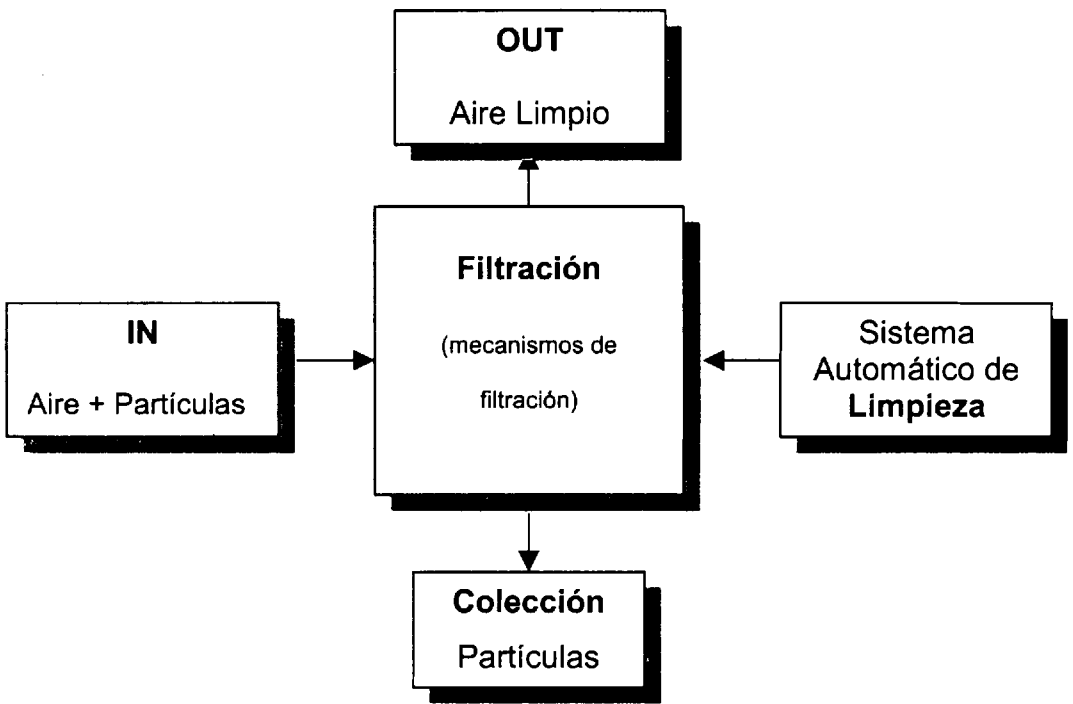 OUT
Aire Limpio
Filtración
(mecanismos de
filtración)
IN
Aire + Partículas
Sistema
Automático de
Limpieza
Colección
Partículas